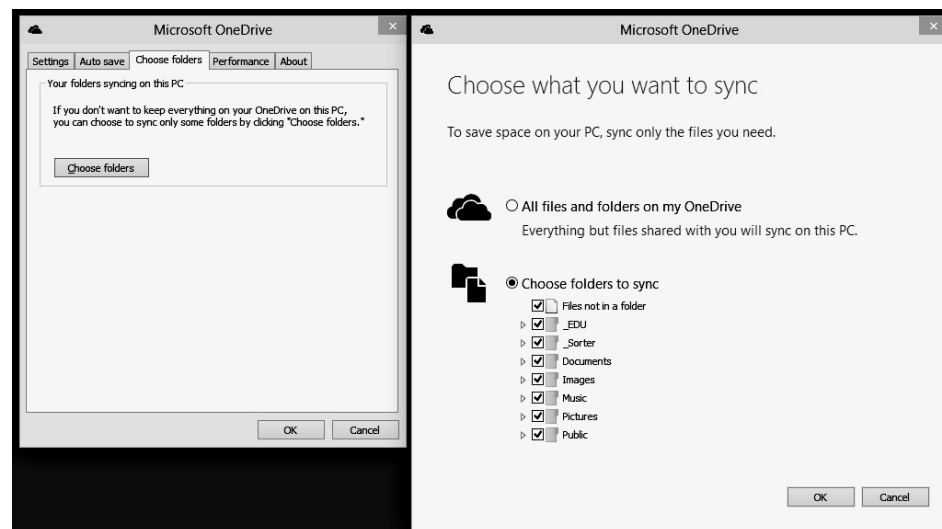 Microsoft OneDrive
Settings Auto save Choose folders Performance About
Your folders syncing on this PC
If you don't want to keep everything on your OneDrive on this PC,
you can choose to sync only some folders by clicking "Choose folders."
Choose folders
OK Cancel
Microsoft OneDrive
Choose what you want to sync
To save space on your PC, sync only the files you need.
All files and folders on my OneDrive
Everything but files shared with you will sync on this PC.
Choose folders to sync
Files not in a folder
_EDU
_Sorter
Documents
Images
Music
Pictures
Public
OK Cancel